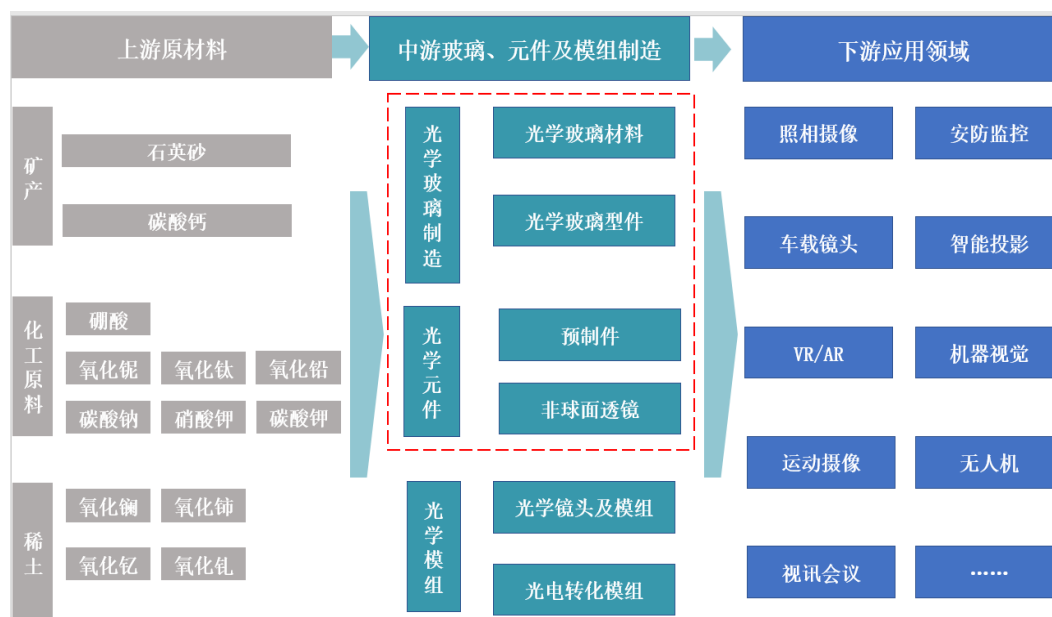 上游原材料
中游玻璃、元件及模组制造
下游应用领域
矿产
石英砂
碳酸钙
化工原料
硼酸
氧化铌 氧化钛 氧化铅
碳酸钠 硝酸钾 碳酸钾
稀土
氧化镧 氧化铈
氧化钇 氧化钆
光学玻璃制造
光学玻璃材料
光学玻璃型件
光学元件
预制件
非球面透镜
光学模组
光学镜头及模组
光电转化模组
照相摄像 安防监控
车载镜头 智能投影
VR/AR 机器视觉
运动摄像 无人机
视讯会议 ……